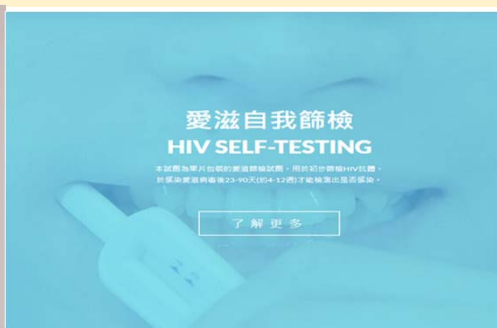 愛滋自我篩檢
HIV SELF-TESTING
本試劑為單片包裝的愛滋篩檢試劑，用於初步篩檢HIV抗體，
於感染愛滋病毒後23-90天(約4-12週)才能檢測出是否感染。
了解更多